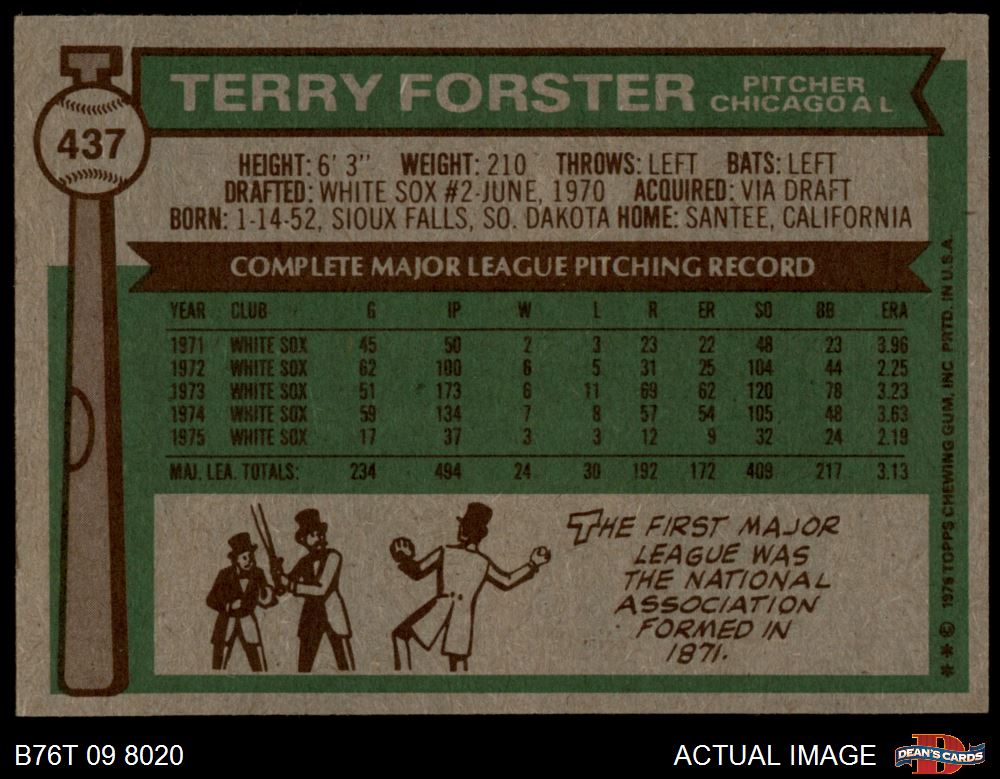 TERRY FORSTER
PITCHER
CHICAGO A L
437
HEIGHT: 6' 3" WEIGHT: 210 THROWS: LEFT BATS: LEFT
DRAFTED: WHITE SOX #2-JUNE, 1970 ACQUIRED: VIA DRAFT
BORN: 1-14-52, SIOUX FALLS, SO. DAKOTA HOME: SANTEE, CALIFORNIA
COMPLETE MAJOR LEAGUE PITCHING RECORD
YEAR CLUB G IP W L R ER SO BB ERA
1971 WHITE SOX 45 50 2 3 23 22 48 23 3.96
1972 WHITE SOX 62 100 6 5 31 25 104 44 2.25
1973 WHITE SOX 51 173 6 11 69 62 120 78 3.23
1974 WHITE SOX 59 134 7 8 57 54 105 48 3.63
1975 WHITE SOX 17 37 3 3 12 9 32 24 2.19
MAJ. LEA. TOTALS: 234 494 24 30 192 172 409 217 3.13
THE FIRST MAJOR
LEAGUE WAS
THE NATIONAL
ASSOCIATION
FORMED IN
1871.
** © 1976 TOPPS CHEWING GUM, INC. PRTD. IN U.S.A.
B76T 09 8020
ACTUAL IMAGE
DEAN'S CARDS